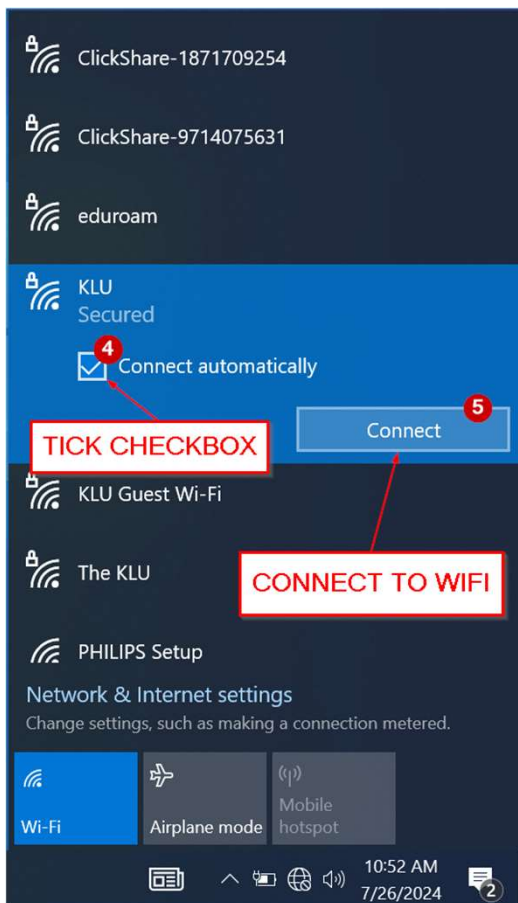 ClickShare-1871709254
ClickShare-9714075631
eduroam
KLU
Secured
4
Connect automatically
5
Connect
TICK CHECKBOX
KLU Guest Wi-Fi
The KLU
CONNECT TO WIFI
PHILIPS Setup
Network & Internet settings
Change settings, such as making a connection metered.
Wi-Fi
Airplane mode
Mobile
hotspot
10:52 AM
7/26/2024
2